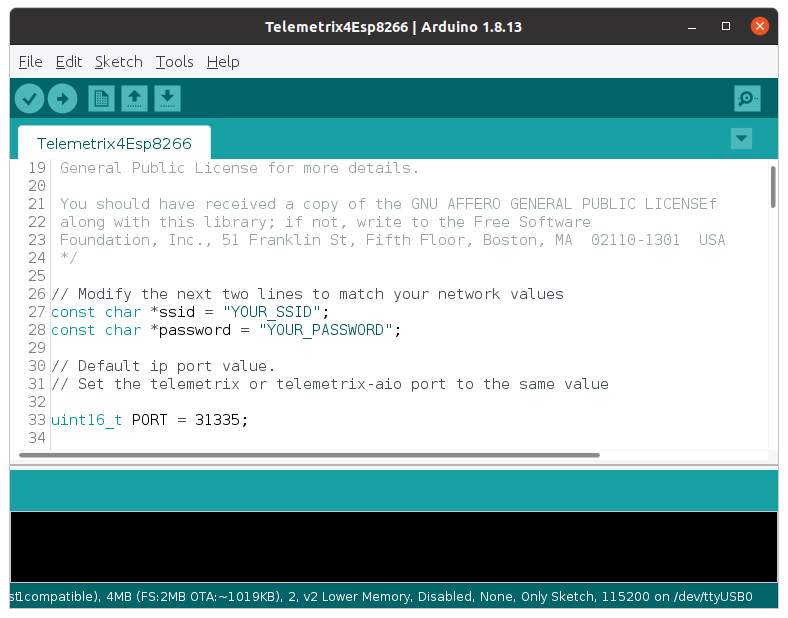 Telemetrix4Esp8266 | Arduino 1.8.13
File Edit Sketch Tools Help
Telemetrix4Esp8266
19 General Public License for more details.
20
21 You should have received a copy of the GNU AFFERO GENERAL PUBLIC LICENSEf
22 along with this library; if not, write to the Free Software
23 Foundation, Inc., 51 Franklin St, Fifth Floor, Boston, MA  02110-1301  USA
24 */
25
26 // Modify the next two lines to match your network values
27 const char *ssid = "YOUR_SSID";
28 const char *password = "YOUR_PASSWORD";
29
30 // Default ip port value.
31 // Set the telemetrix or telemetrix-aio port to the same value
32
33 uint16_t PORT = 31335;
34
compatible), 4MB (FS:2MB OTA:~1019KB), 2, v2 Lower Memory, Disabled, None, Only Sketch, 115200 on /dev/ttyUSB0